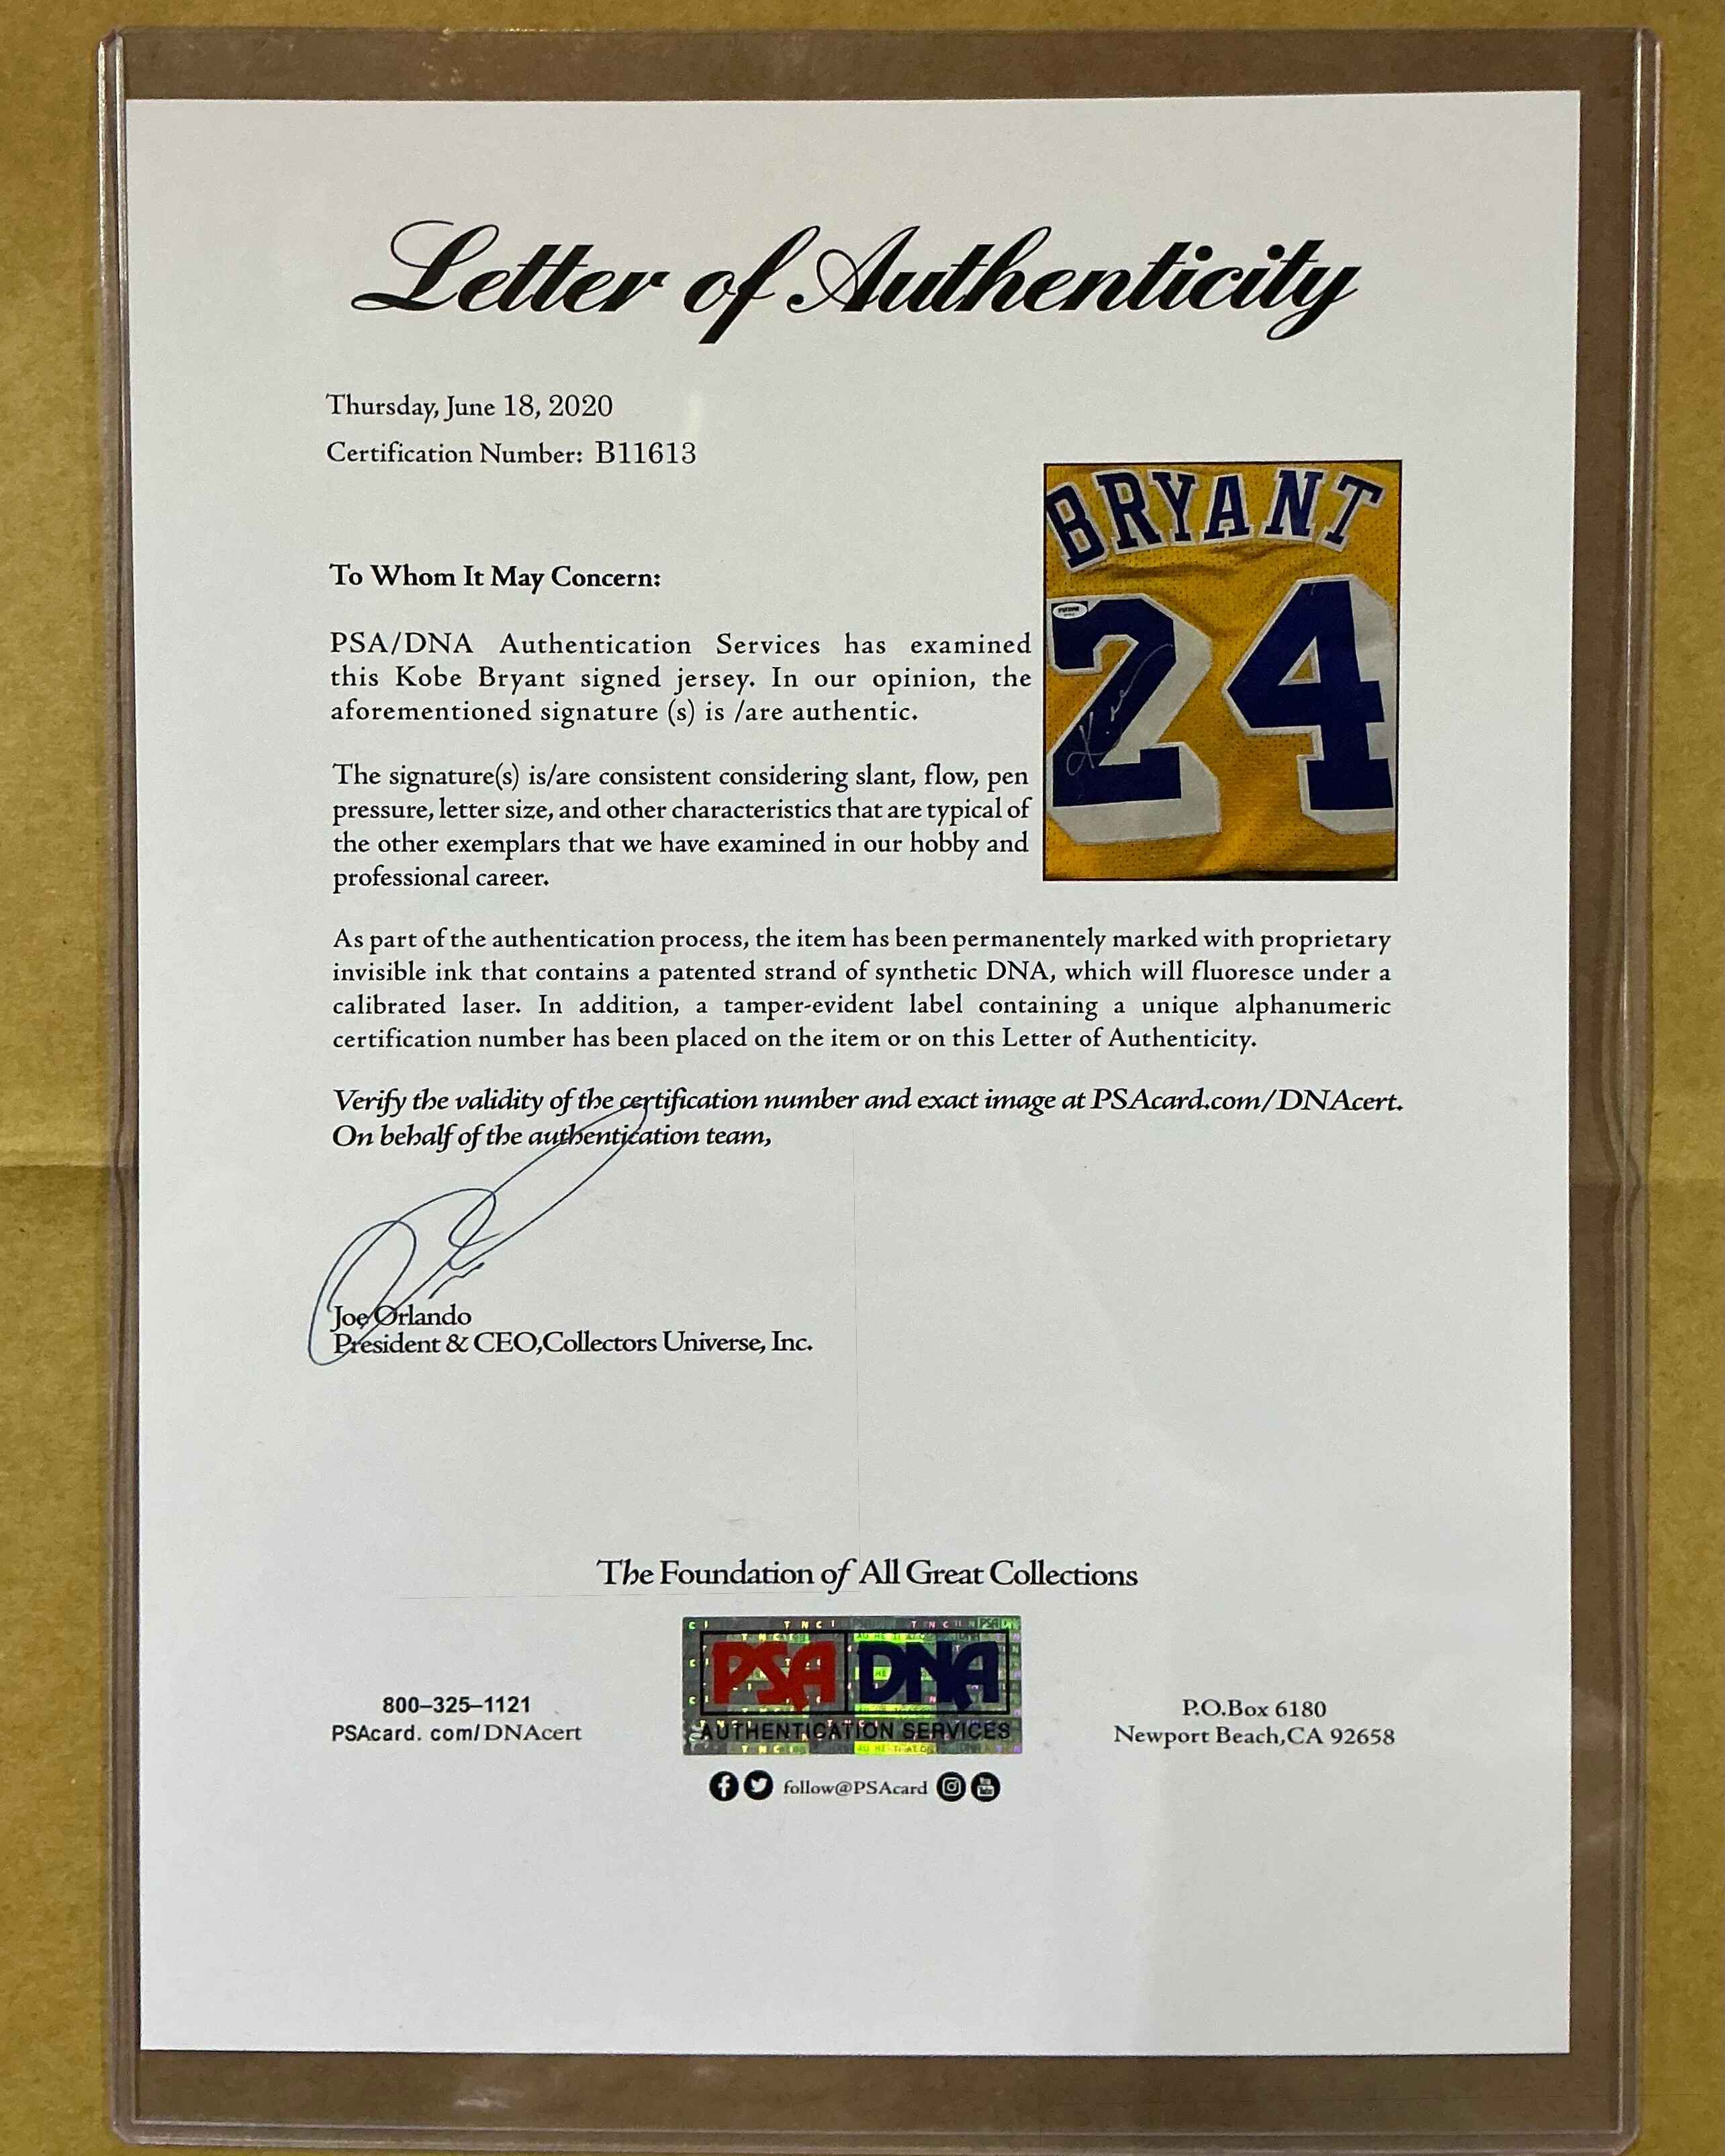 Letter of Authenticity
Thursday, June 18, 2020
Certification Number: B11613
BRYANT
24
To Whom It May Concern:
PSA/DNA Authentication Services has examined
this Kobe Bryant signed jersey. In our opinion, the
aforementioned signature (s) is /are authentic.
The signature(s) is/are consistent considering slant, flow, pen
pressure, letter size, and other characteristics that are typical of
the other exemplars that we have examined in our hobby and
professional career.
As part of the authentication process, the item has been permanentely marked with proprietary
invisible ink that contains a patented strand of synthetic DNA, which will fluoresce under a
calibrated laser. In addition, a tamper-evident label containing a unique alphanumeric
certification number has been placed on the item or on this Letter of Authenticity.
Verify the validity of the certification number and exact image at PSAcard.com/DNAcert.
On behalf of the authentication team,
Joe Orlando
President & CEO,Collectors Universe, Inc.
The Foundation of All Great Collections
PSA DNA
AUTHENTICATION SERVICES
800–325–1121
PSAcard. com/DNAcert
P.O.Box 6180
Newport Beach,CA 92658
follow@PSAcard